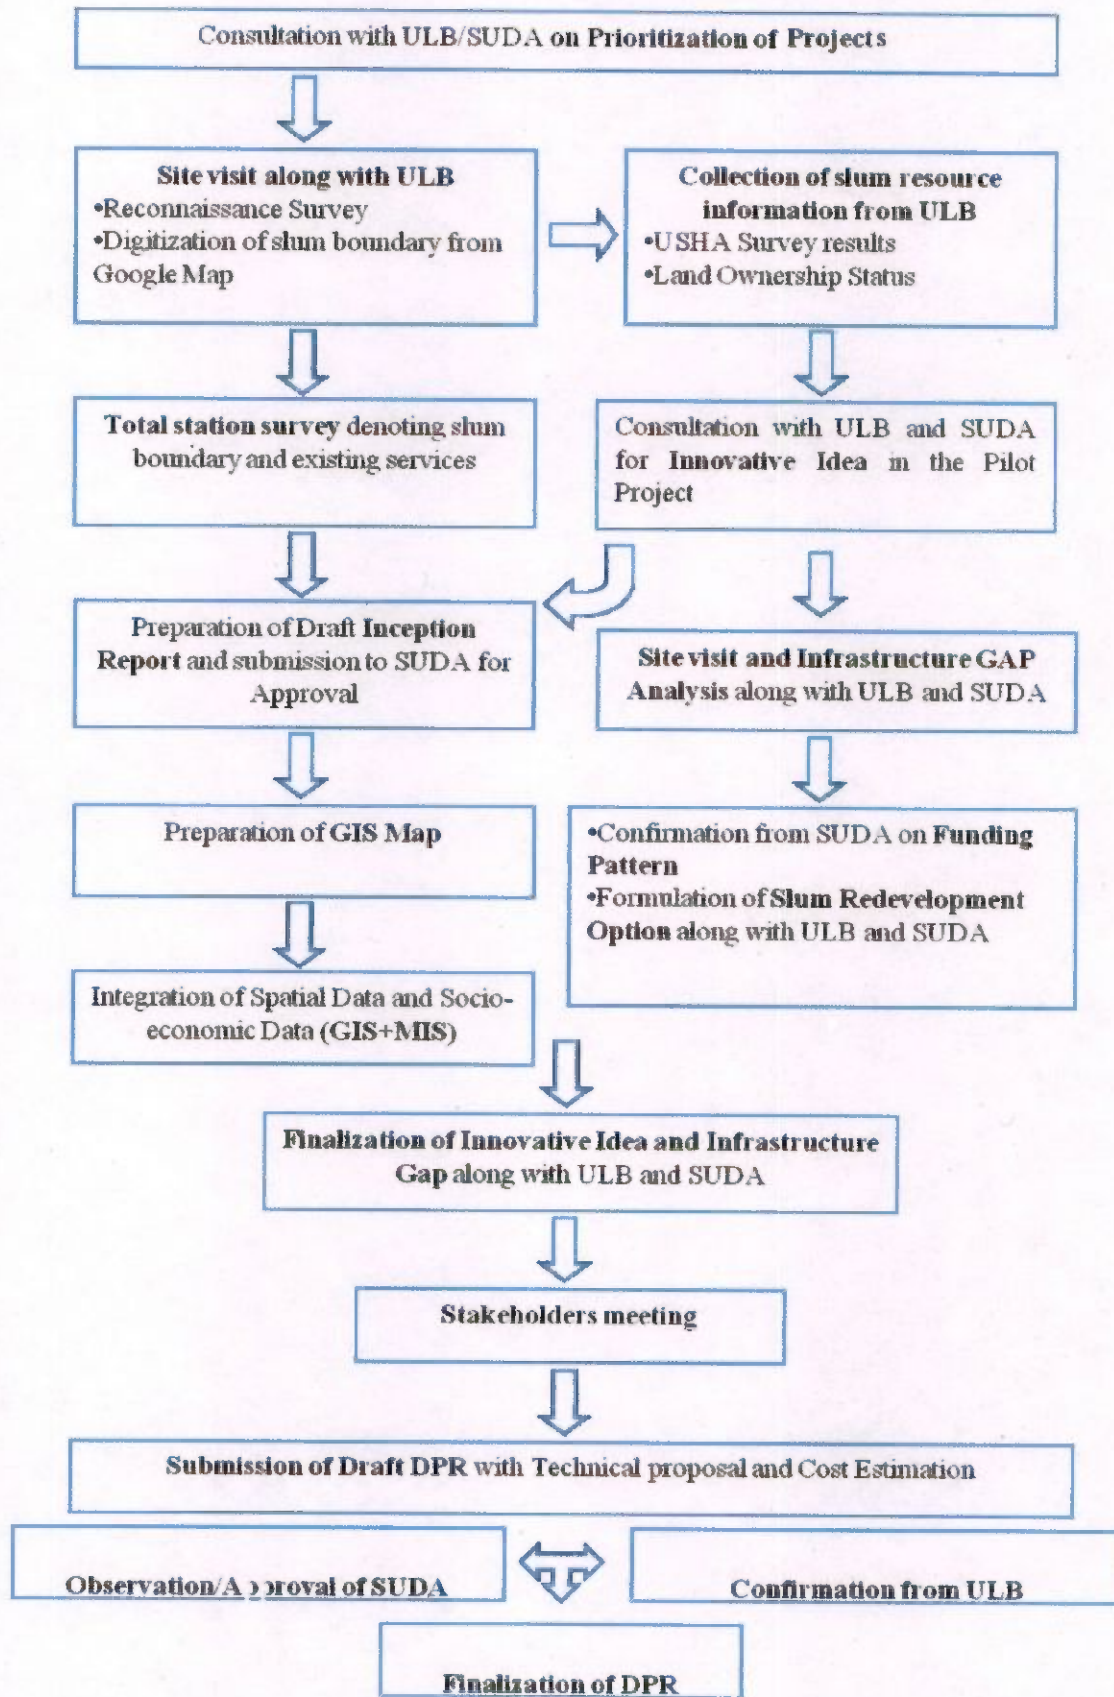 Consultation with ULB/SUDA on Prioritization of Projects
Site visit along with ULB
•Reconnaissance Survey
•Digitization of slum boundary from
Google Map
Collection of slum resource
information from ULB
•USHA Survey results
•Land Ownership Status
Total station survey denoting slum
boundary and existing services
Consultation with ULB and SUDA
for Innovative Idea in the Pilot
Project
Preparation of Draft Inception
Report and submission to SUDA for
Approval
Site visit and Infrastructure GAP
Analysis along with ULB and SUDA
Preparation of GIS Map
•Confirmation from SUDA on Funding
Pattern
•Formulation of Slum Redevelopment
Option along with ULB and SUDA
Integration of Spatial Data and Socio-
economic Data (GIS+MIS)
Finalization of Innovative Idea and Infrastructure
Gap along with ULB and SUDA
Stakeholders meeting
Submission of Draft DPR with Technical proposal and Cost Estimation
Observation/Approval of SUDA
Confirmation from ULB
Finalization of DPR